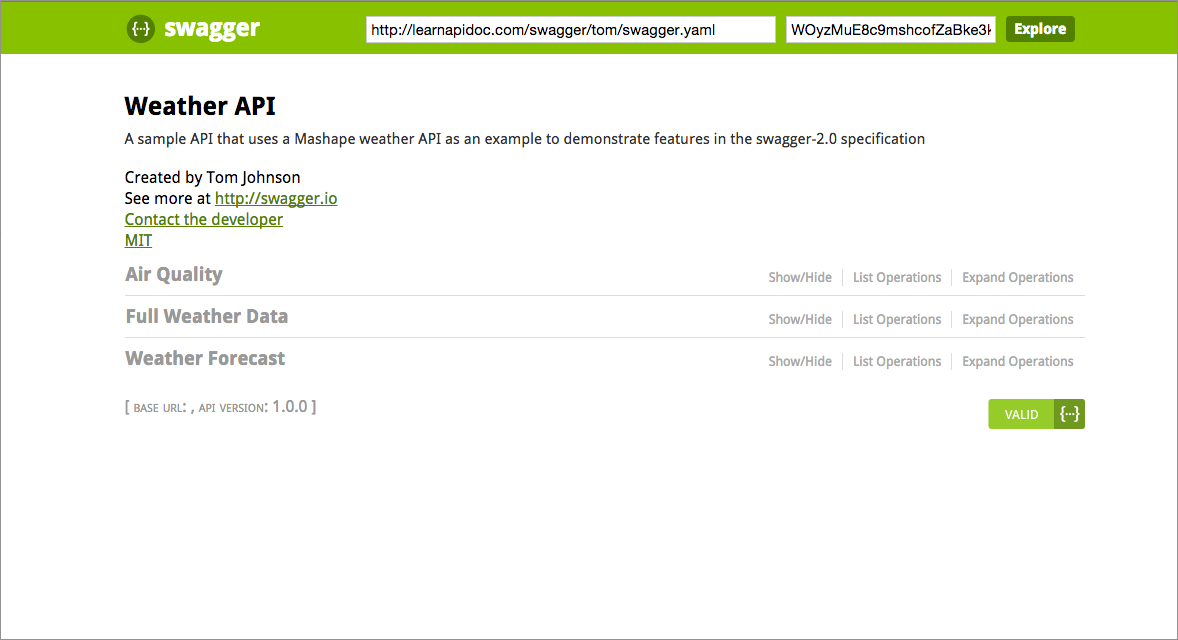 {··} swagger http://learnapidoc.com/swagger/tom/swagger.yaml WOyzMuE8c9mshcofZaBke3k Explore
Weather API
A sample API that uses a Mashape weather API as an example to demonstrate features in the swagger-2.0 specification
Created by Tom Johnson
See more at http://swagger.io
Contact the developer
MIT
Air Quality Show/Hide List Operations Expand Operations
Full Weather Data Show/Hide List Operations Expand Operations
Weather Forecast Show/Hide List Operations Expand Operations
[ BASE URL: , API VERSION: 1.0.0 ] VALID {···}